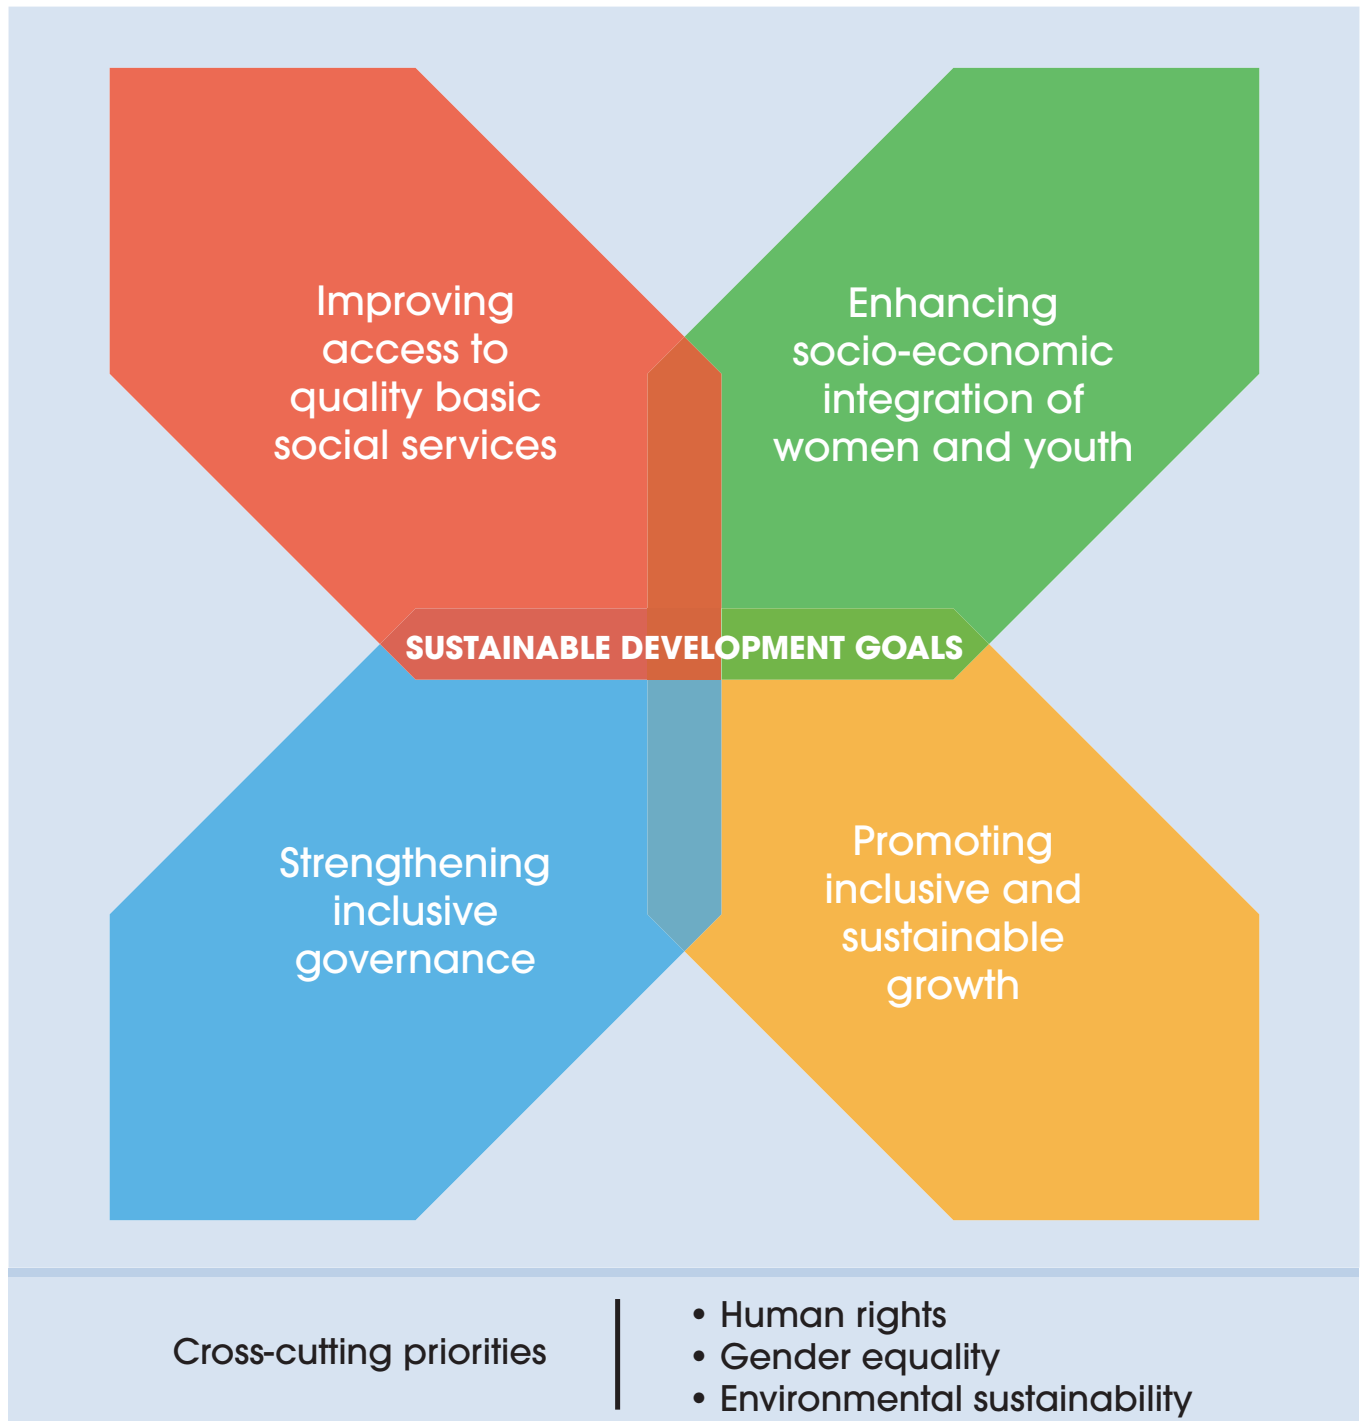 Improving
access to
quality basic
social services
Enhancing
socio-economic
integration of
women and youth
SUSTAINABLE DEVELOPMENT GOALS
Strengthening
inclusive
governance
Promoting
inclusive and
sustainable
growth
Cross-cutting priorities
• Human rights
• Gender equality
• Environmental sustainability